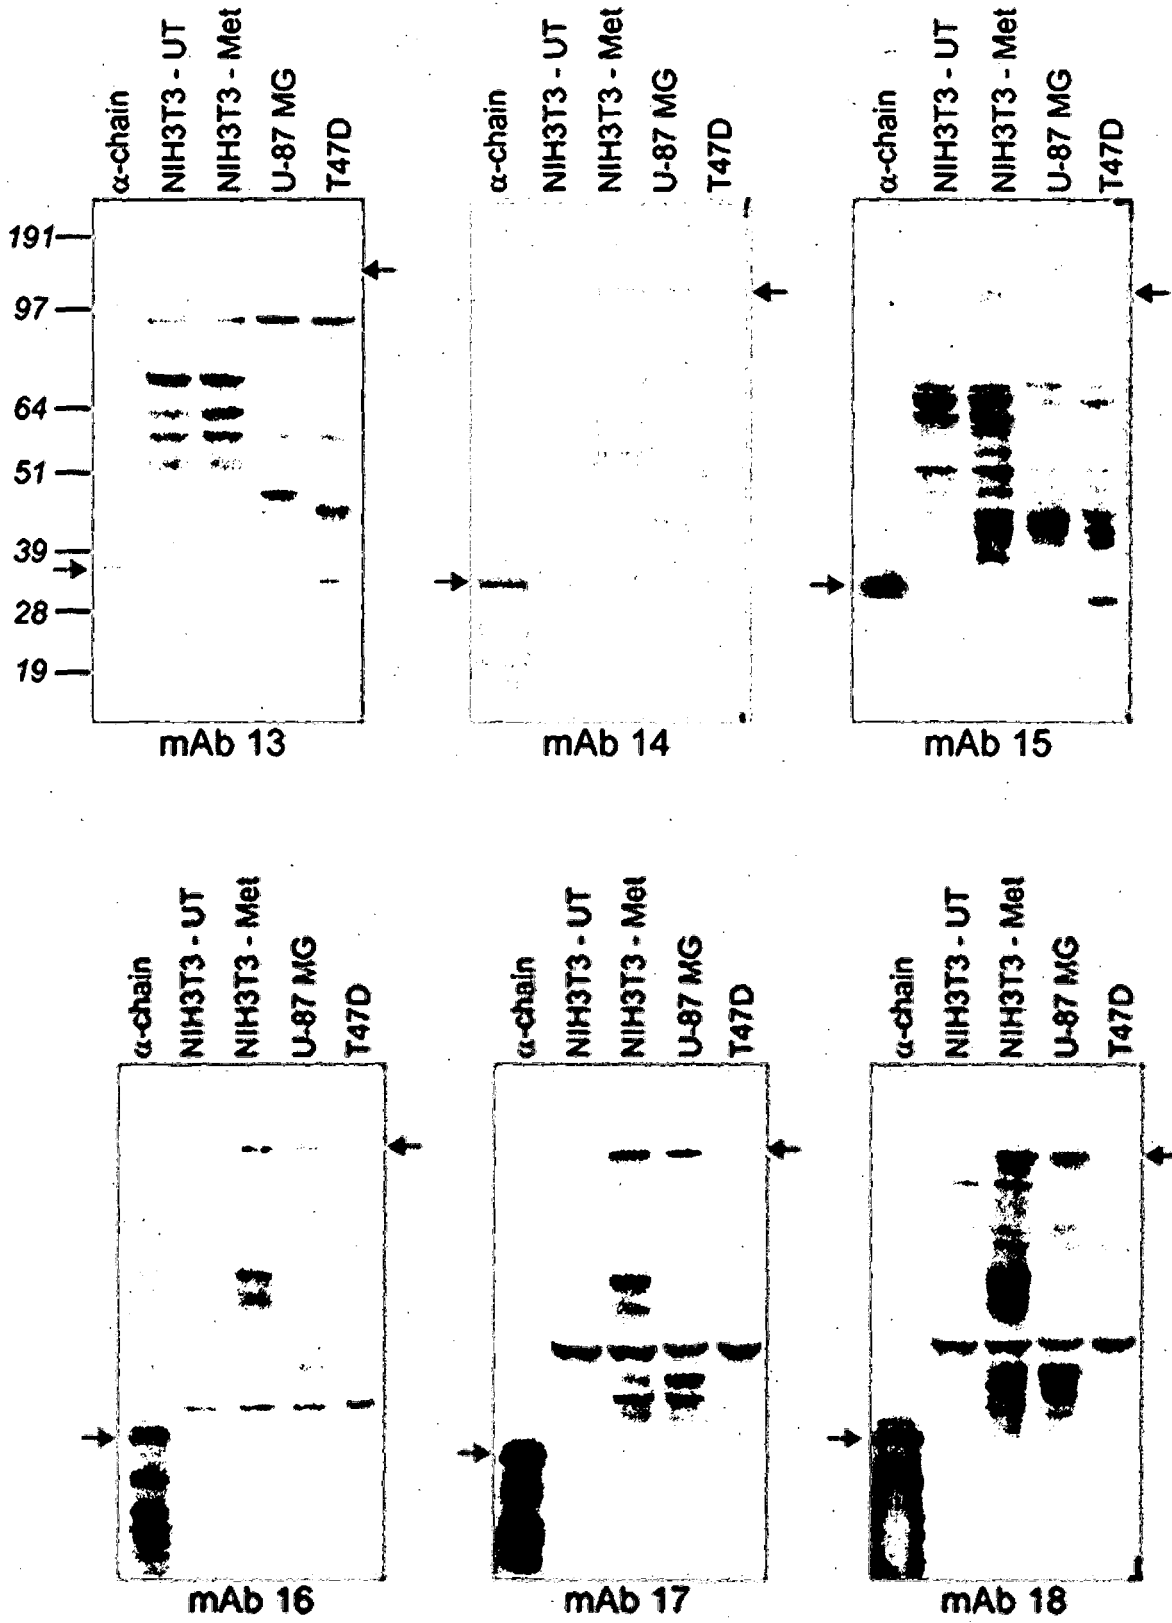 α-chain
NIH3T3 - UT
NIH3T3 - Met
U-87 MG
T47D
α-chain
NIH3T3 - UT
NIH3T3 - Met
U-87 MG
T47D
α-chain
NIH3T3 - UT
NIH3T3 - Met
U-87 MG
T47D
191
97
64
51
39
28
19
mAb 13
mAb 14
mAb 15
α-chain
NIH3T3 - UT
NIH3T3 - Met
U-87 MG
T47D
α-chain
NIH3T3 - UT
NIH3T3 - Met
U-87 MG
T47D
α-chain
NIH3T3 - UT
NIH3T3 - Met
U-87 MG
T47D
mAb 16
mAb 17
mAb 18